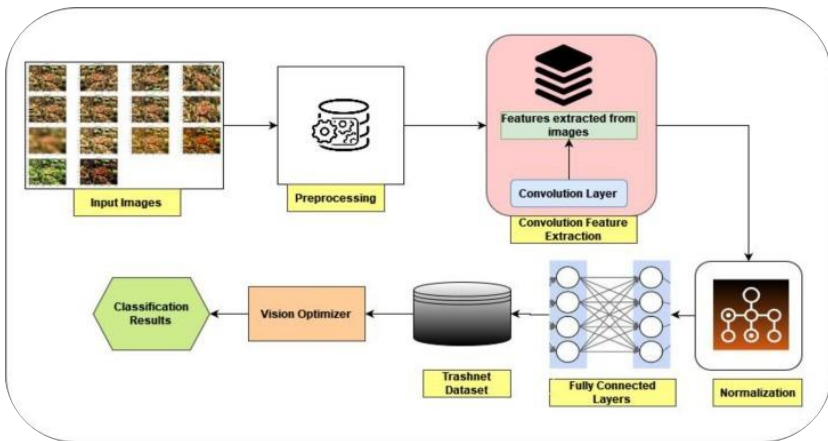 Input Images
Preprocessing
Features extracted from
images
Convolution Layer
Convolution Feature
Extraction
Normalization
Fully Connected
Layers
Trashnet
Dataset
Vision Optimizer
Classification
Results